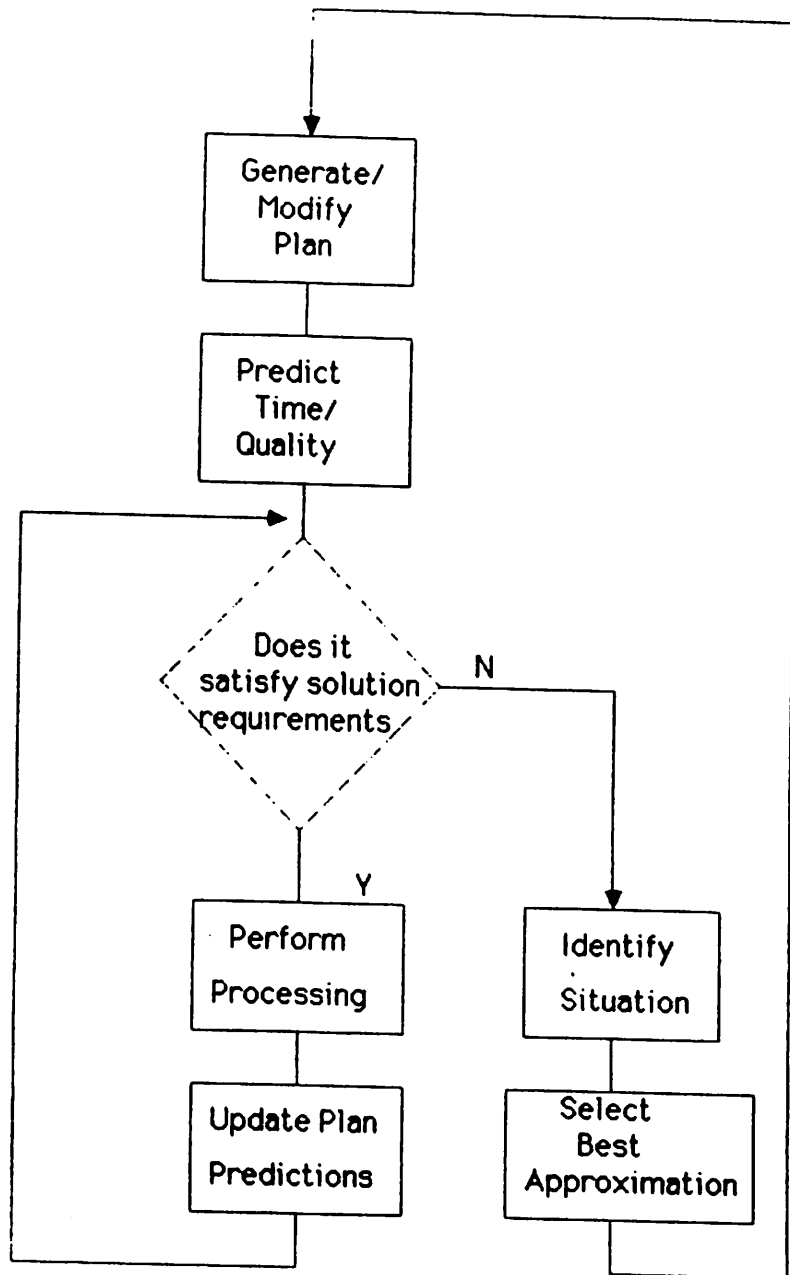 Generate/
Modify
Plan
Predict
Time/
Quality
Does it
satisfy solution
requirements
N
Y
Perform
Processing
Identify
Situation
Update Plan
Predictions
Select
Best
Approximation